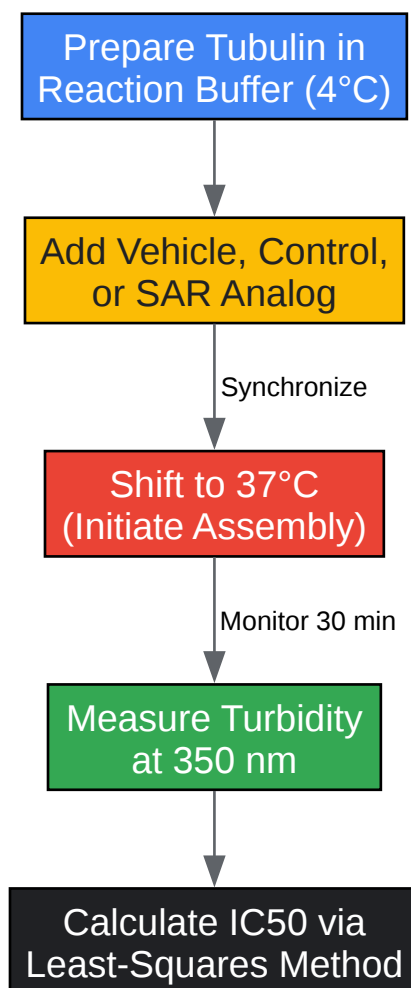 Prepare Tubulin in
Reaction Buffer (4°C)
Add Vehicle, Control,
or SAR Analog
Synchronize
Shift to 37°C
(Initiate Assembly)
Monitor 30 min
Measure Turbidity
at 350 nm
Calculate IC50 via
Least-Squares Method